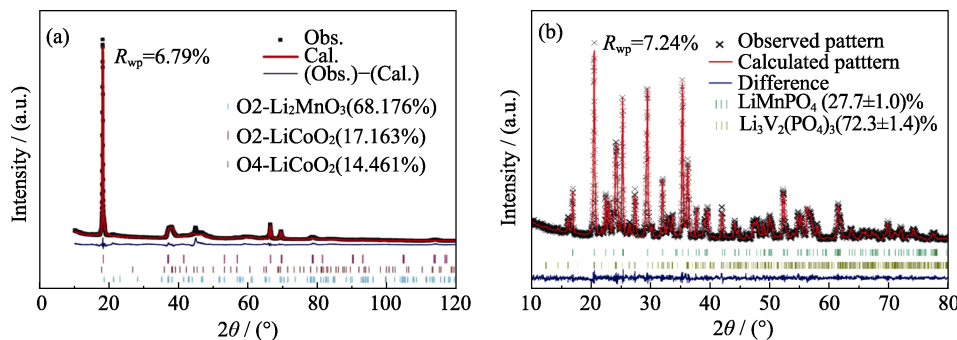 (a)
Rwp=6.79%
Obs.
Cal.
(Obs.)−(Cal.)
O2-Li₂MnO₃(68.176%)
O2-LiCoO₂(17.163%)
O4-LiCoO₂(14.461%)
Intensity / (a.u.)
0 20 40 60 80 100 120
2θ / (°)
(b)
Rwp=7.24%
Observed pattern
Calculated patttern
Difference
LiMnPO₄ (27.7±1.0)%
Li₃V₂(PO₄)₃(72.3±1.4)%
Intensity / (a.u.)
10 20 30 40 50 60 70 80
2θ / (°)